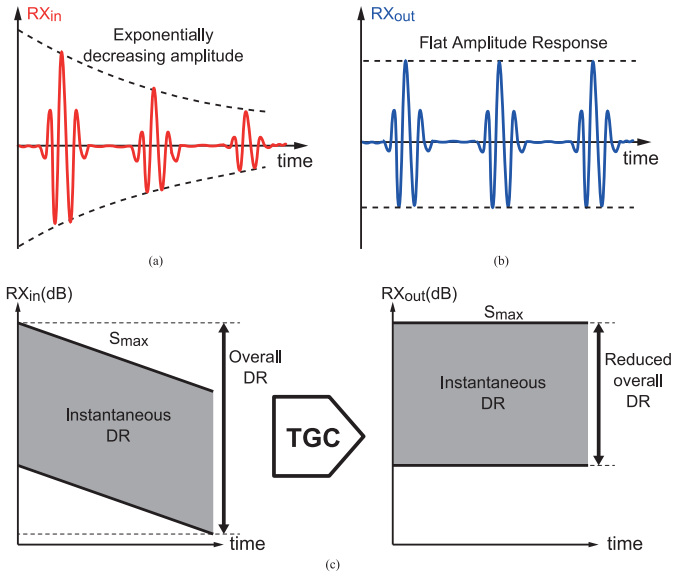 RXin
Exponentially
decreasing amplitude
time
(a)
RXout
Flat Amplitude Response
time
(b)
RXin(dB)
Smax
Overall
DR
Instantaneous
DR
time
TGC
RXout(dB)
Smax
Reduced
overall
DR
Instantaneous
DR
time
(c)